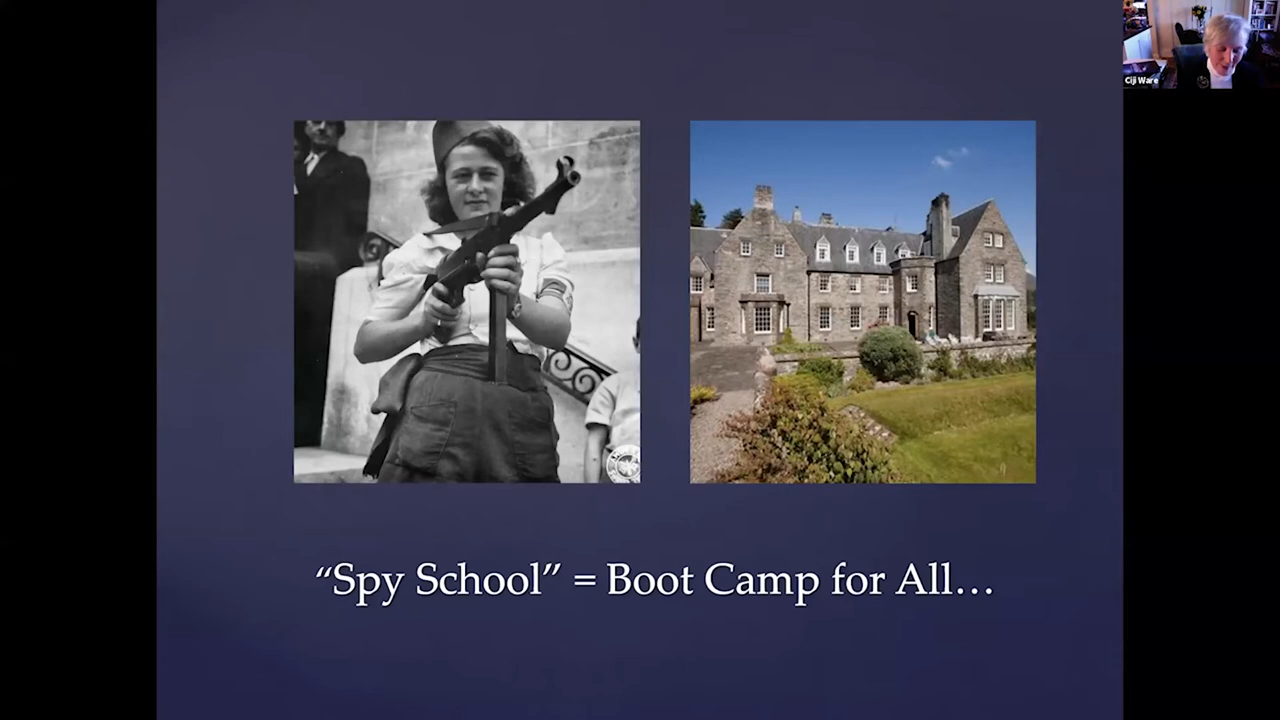 Ciji Ware
“Spy School” = Boot Camp for All…